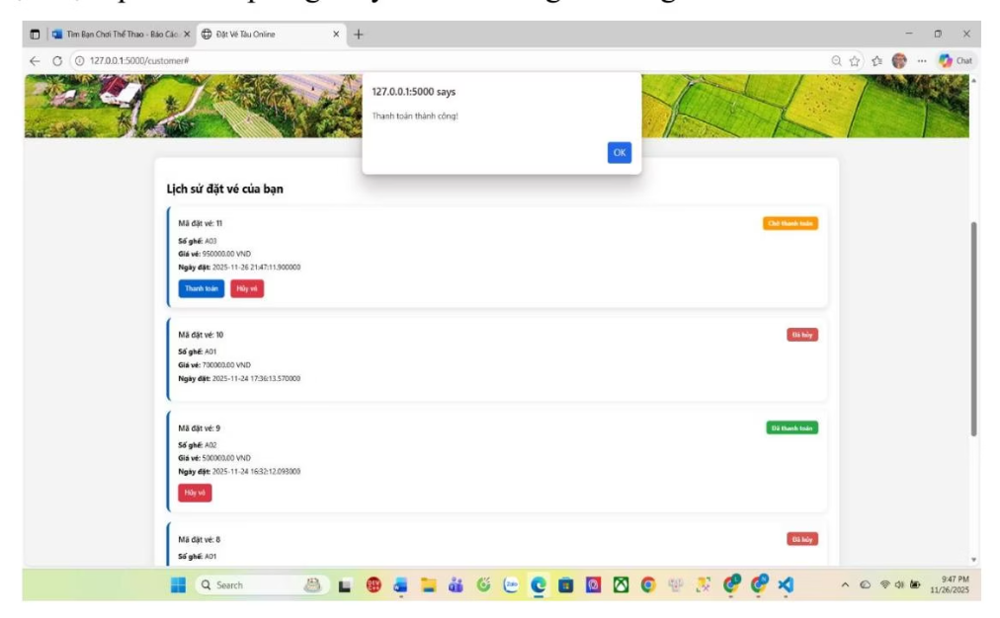 Tìm Bạn Chơi Thể Thao - Báo Cáo
Đặt Vé Tàu Online
127.0.0.1:5000/customer#
Chat
127.0.0.1:5000 says
Thanh toán thành công!
OK
Lịch sử đặt vé của bạn
Mã đặt vé: 11
Chờ thanh toán
Số ghế: A03
Giá vé: 950000.00 VND
Ngày đặt: 2025-11-26 21:47:11.900000
Thanh toán
Hủy vé
Mã đặt vé: 10
Đã hủy
Số ghế: A01
Giá vé: 700000.00 VND
Ngày đặt: 2025-11-24 17:36:13.570000
Mã đặt vé: 9
Đã thanh toán
Số ghế: A02
Giá vé: 500000.00 VND
Ngày đặt: 2025-11-24 16:32:12.093000
Hủy vé
Mã đặt vé: 8
Đã hủy
Số ghế: A01
Search
9:47 PM
11/26/2025